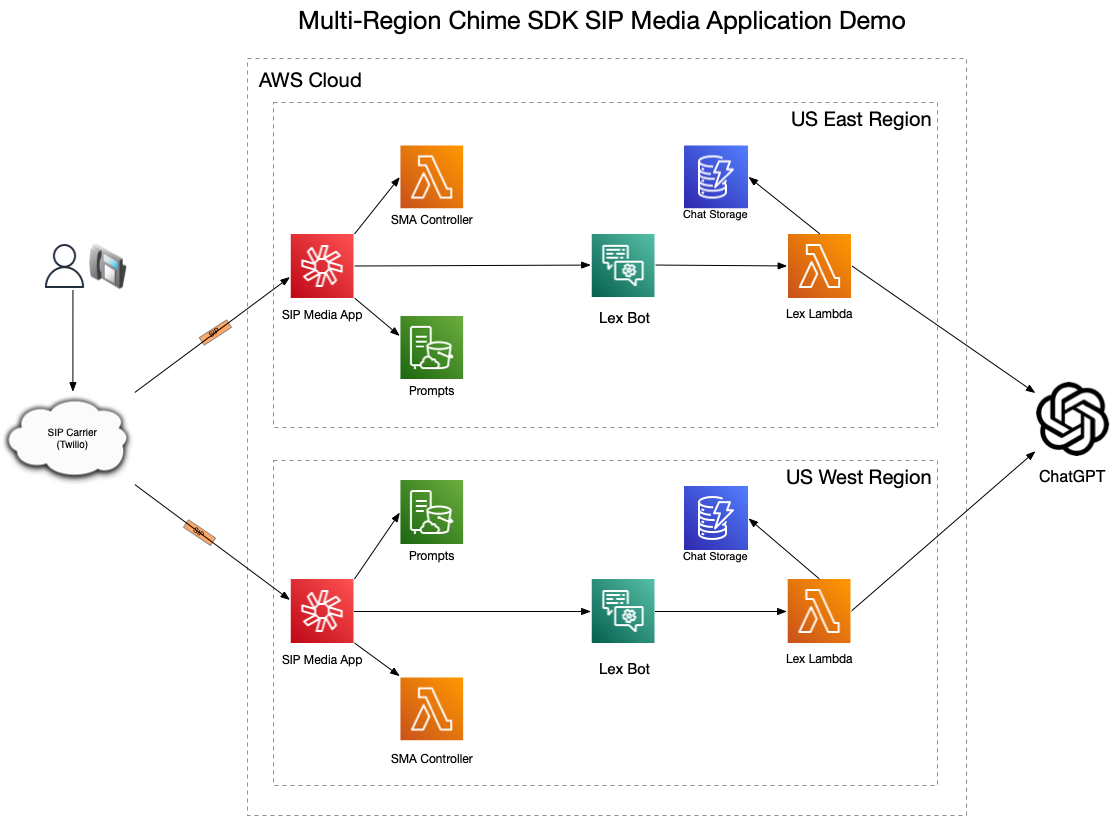 Multi-Region Chime SDK SIP Media Application Demo
AWS Cloud
US East Region
SMA Controller
Chat Storage
SIP Media App
Lex Bot
Lex Lambda
SIP
Prompts
SIP Carrier
(Twilio)
ChatGPT
US West Region
SIP
Prompts
Chat Storage
SIP Media App
Lex Bot
Lex Lambda
SMA Controller